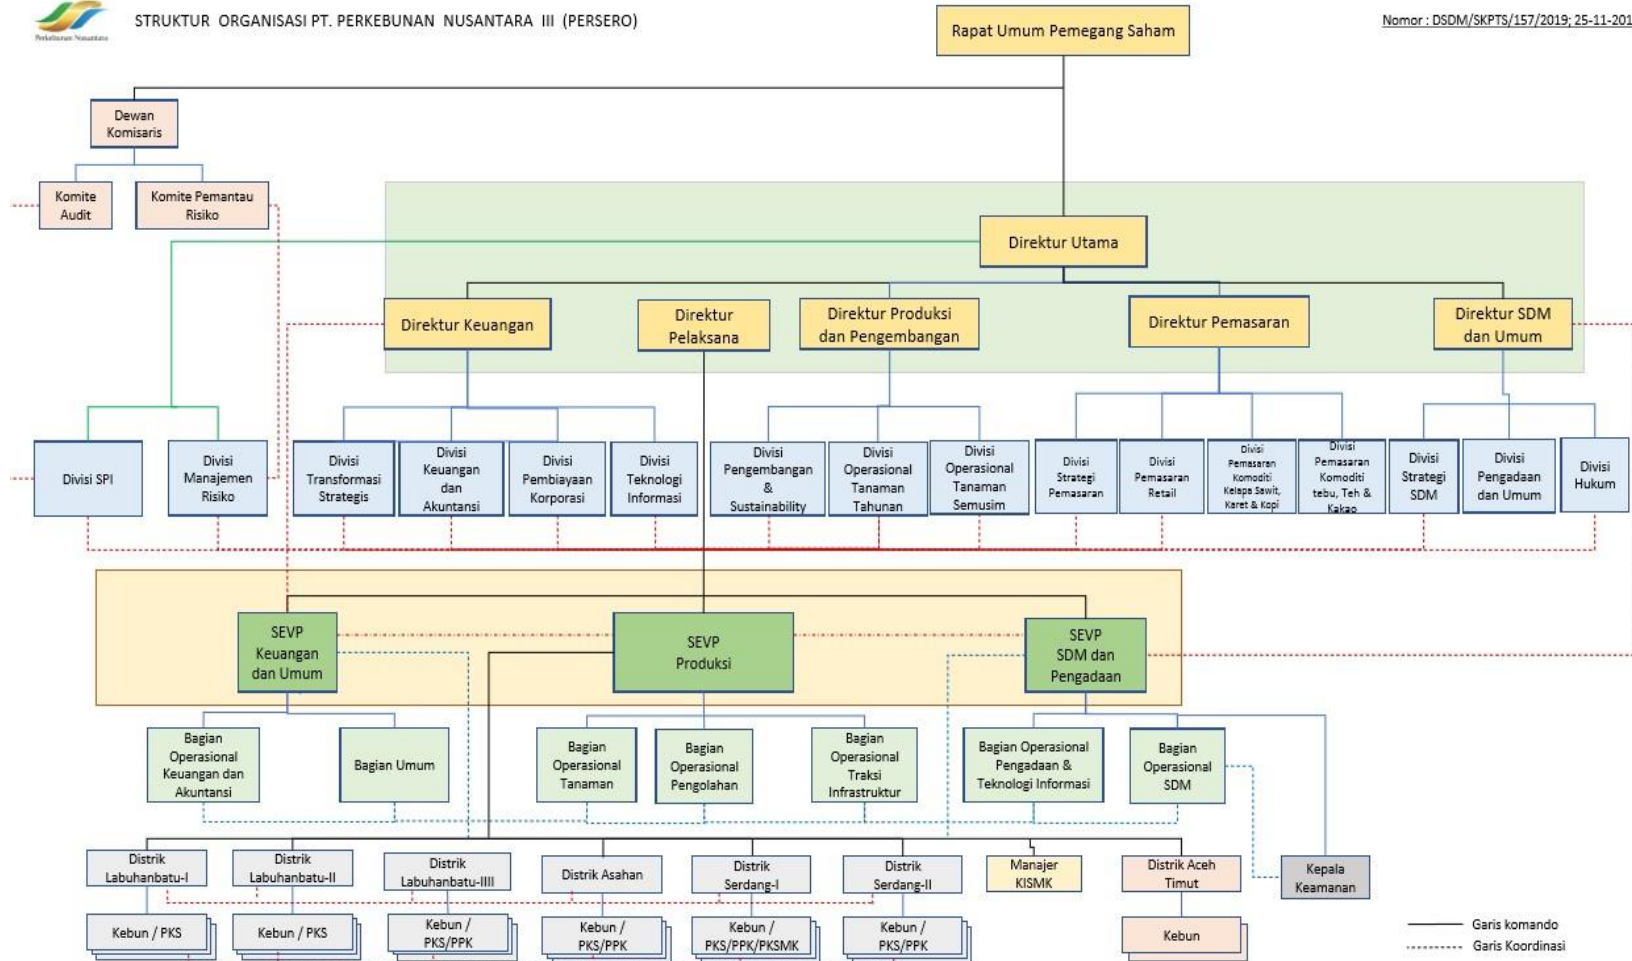 STRUKTUR ORGANISASI PT. PERKEBUNAN NUSANTARA III (PERSERO)
Nomor : DSDM/SKPTS/157/2019; 25-11-201
Perkebunan Nusantara
Rapat Umum Pemegang Saham
Dewan
Komisaris
Komite
Audit
Komite Pemantau
Risiko
Direktur Utama
Direktur Keuangan
Direktur
Pelaksana
Direktur Produksi
dan Pengembangan
Direktur Pemasaran
Direktur SDM
dan Umum
Divisi SPI
Divisi
Manajemen
Risiko
Divisi
Transformasi
Strategis
Divisi
Keuangan
dan
Akuntansi
Divisi
Pembiayaan
Korporasi
Divisi
Teknologi
Informasi
Divisi
Pengembangan
&
Sustainability
Divisi
Operasional
Tanaman
Tahunan
Divisi
Operasional
Tanaman
Semusim
Divisi
Strategi
Pemasaran
Divisi
Pemasaran
Retail
Divisi
Pemasaran
Komoditi
Kelapa Sawit,
Karet & Kopi
Divisi
Pemasaran
Komoditi
tebu, Teh &
Kakao
Divisi
Strategi
SDM
Divisi
Pengadaan
dan Umum
Divisi
Hukum
SEVP
Keuangan
dan Umum
SEVP
Produksi
SEVP
SDM dan
Pengadaan
Bagian
Operasional
Keuangan dan
Akuntansi
Bagian Umum
Bagian
Operasional
Tanaman
Bagian
Operasional
Pengolahan
Bagian
Operasional
Traksi
Infrastruktur
Bagian Operasional
Pengadaan &
Teknologi Informasi
Bagian
Operasional
SDM
Distrik
Labuhanbatu-I
Distrik
Labuhanbatu-II
Distrik
Labuhanbatu-IIII
Distrik Asahan
Distrik
Serdang-I
Distrik
Serdang-II
Manajer
KISMK
Distrik Aceh
Timut
Kepala
Keamanan
Kebun / PKS
Kebun / PKS
Kebun /
PKS/PPK
Kebun /
PKS/PPK
Kebun /
PKS/PPK/PKSMK
Kebun /
PKS/PPK
Kebun
Garis komando
Garis Koordinasi